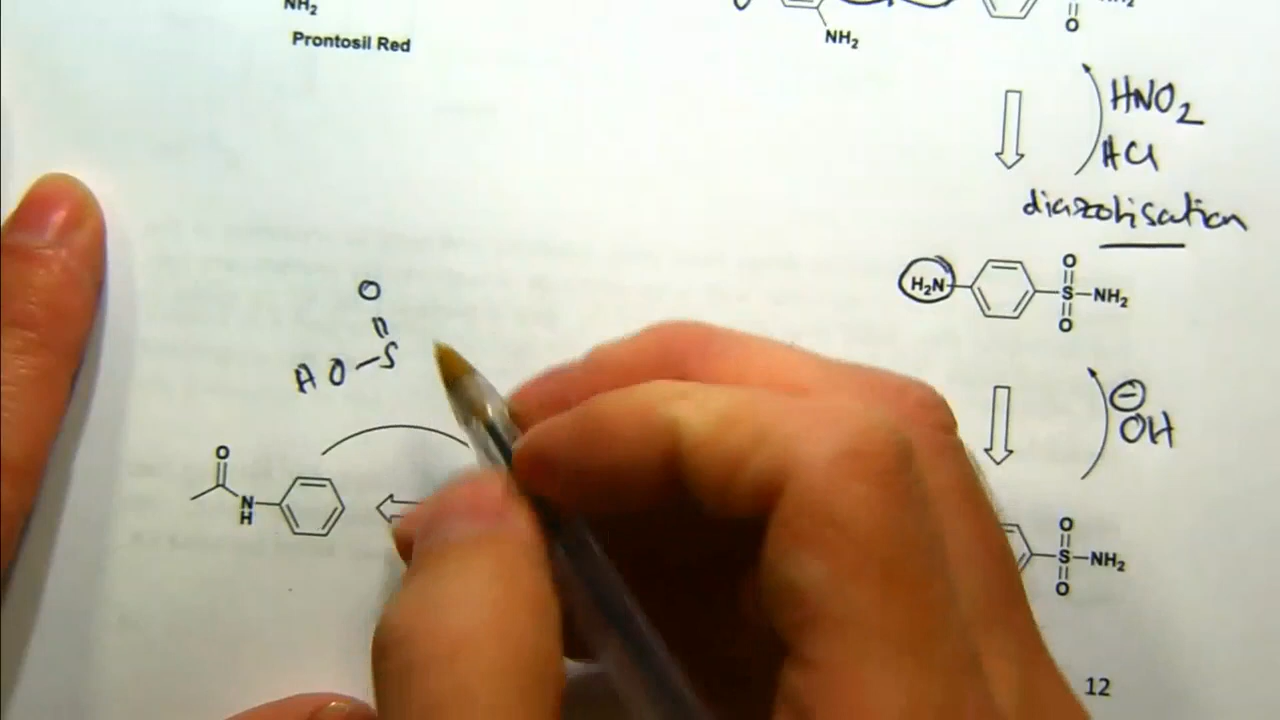 NH2
Prontosil Red
NH2
O
HNO2
HCl
diazotisation
H2N
O
S
NH2
O
O
HO-S
OH
O
N
H
O
S
NH2
O
12